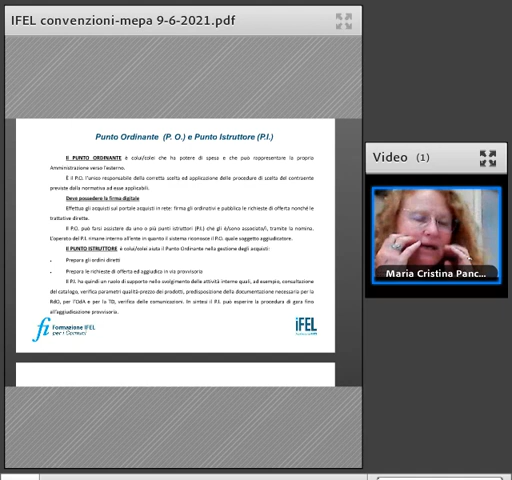 IFEL convenzioni-mepa 9-6-2021.pdf
Punto Ordinante (P. O.) e Punto Istruttore (P.I.)
Il PUNTO ORDINANTE è colui/colei che ha potere di spesa e che può rappresentare la propria
Amministrazione verso l'esterno.
È il P.O. l'unico responsabile della corretta scelta ed applicazione delle procedure di scelta del contraente
previste dalla normativa ad esse applicabili.
Deve possedere la firma digitale
Effettua gli acquisti sul portale acquisti in rete: firma gli ordinativi e pubblica le richieste di offerta nonché le
trattative dirette.
Il P.O. può farsi assistere da uno o più punti istruttori (P.I.) che gli è/sono associato/i, tramite la nomina.
L'operato del P.I. rimane interno all'ente in quanto il sistema riconosce il P.O. quale soggetto aggiudicatore.
Il PUNTO ISTRUTTORE è colui/colei aiuta il Punto Ordinante nella gestione degli acquisti:
• Prepara gli ordini diretti
• Prepara le richieste di offerta ed aggiudica in via provvisoria
Il P.I. ha quindi un ruolo di supporto nello svolgimento delle attività interne quali, ad esempio, consultazione
del catalogo, verifica parametri qualità-prezzo dei prodotti, predisposizione della documentazione necessaria per la
RdO, per l'OdA e per la TD, verifica delle comunicazioni. In sintesi il P.I. può esperire la procedura di gara fino
all'aggiudicazione provvisoria.
fi Formazione IFEL
per i Comuni
iFEL
Video (1)
Maria Cristina Panc...